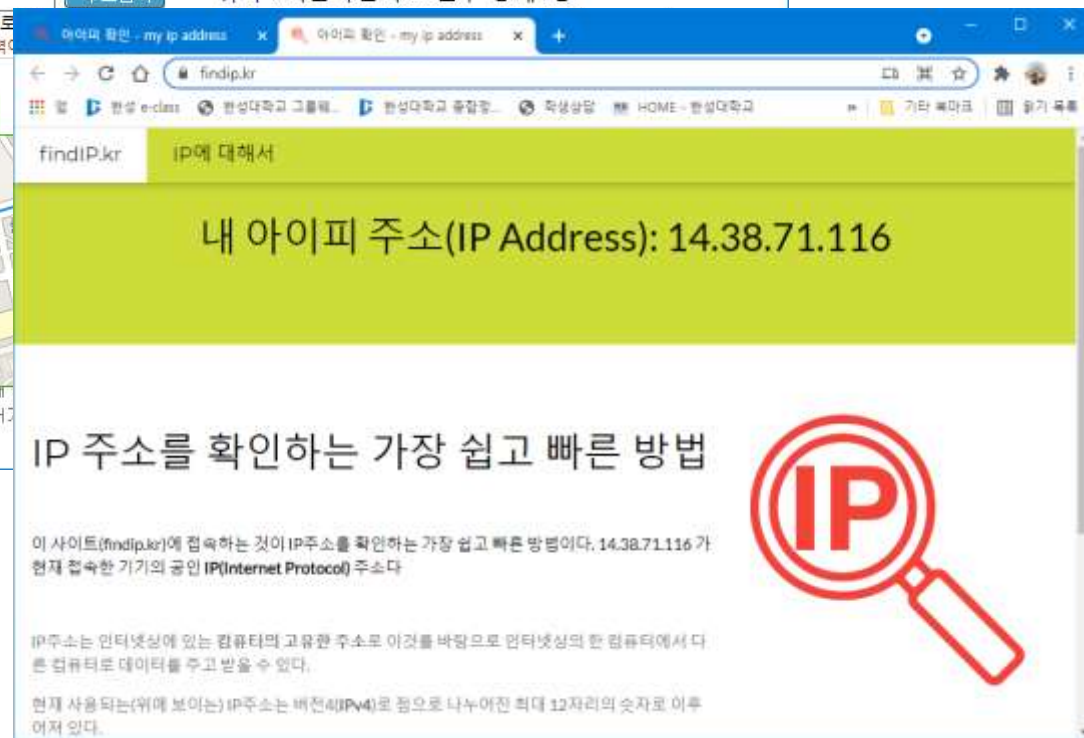 아이피 확인 - my ip address
아이피 확인 - my ip address
findip.kr
앱 한성 e-class 한성대학교 그룹웨... 한성대학교 종합정... 학생상담 HOME - 한성대학교 » 기타 북마크 읽기 목록
findIP.kr IP에 대해서
내 아이피 주소(IP Address): 14.38.71.116
IP 주소를 확인하는 가장 쉽고 빠른 방법
IP
이 사이트(findip.kr)에 접속하는 것이 IP주소를 확인하는 가장 쉽고 빠른 방법이다. 14.38.71.116 가
현재 접속한 기기의 공인 IP(Internet Protocol) 주소다
IP주소는 인터넷상에 있는 컴퓨터의 고유한 주소로 이것를 바탕으로 인터넷상의 한 컴퓨터에서 다
른 컴퓨터로 데이터를 주고 받을 수 있다.
현재 사용되는(위에 보이는) IP주소는 버전4(IPv4)로 점으로 나누어진 최대 12자리의 숫자로 이루
어져 있다.